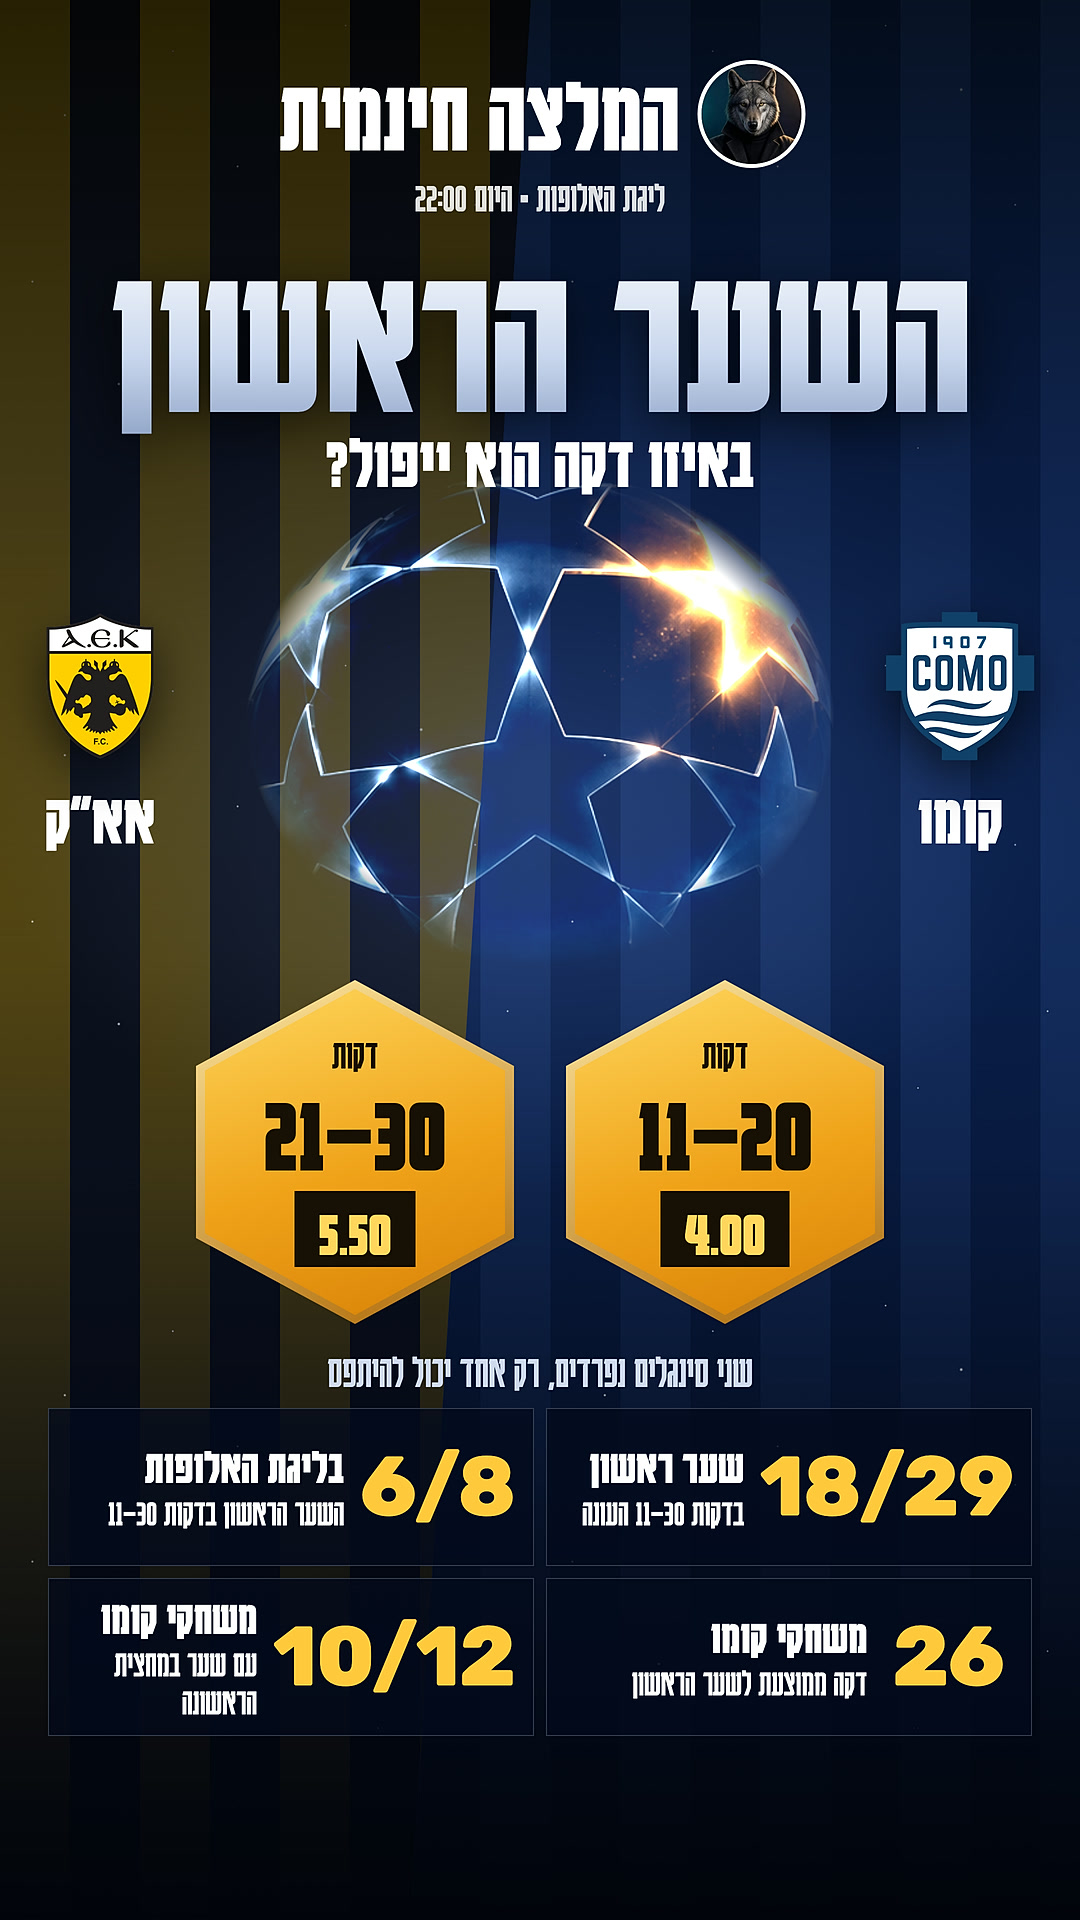 המלצה חינמית
ליגת האלופות • היום 22:00
השער הראשון
באיזו דקה הוא ייפול?
1907
COMO
קומו
A.E.K
F.C.
אא"ק
דקות
11–20
4.00
דקות
21–30
5.50
שני סינגלים נפרדים, רק אחד יכול להיתפס
18/29
שער ראשון
בדקות 11–30 העונה
6/8
בליגת האלופות
השער הראשון בדקות 11–30
26
משחקי קומו
דקה ממוצעת לשער הראשון
10/12
משחקי קומו
עם שער במחצית
הראשונה